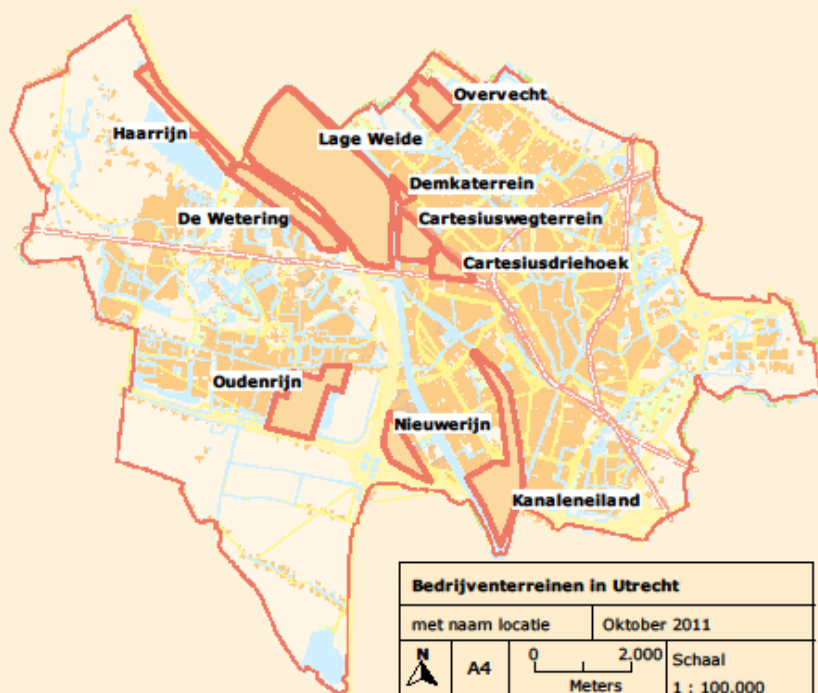 Overvecht
Haarrijn
Lage Weide
Demkaterrein
De Wetering
Cartesiuswegterrein
Cartesiusdriehoek
Oudenrijn
Nieuwerijn
Kanaleneiland
Bedrijventerreinen in Utrecht
met naam locatie
Oktober 2011
N
A4
0 2.000
Meters
Schaal
1 : 100.000